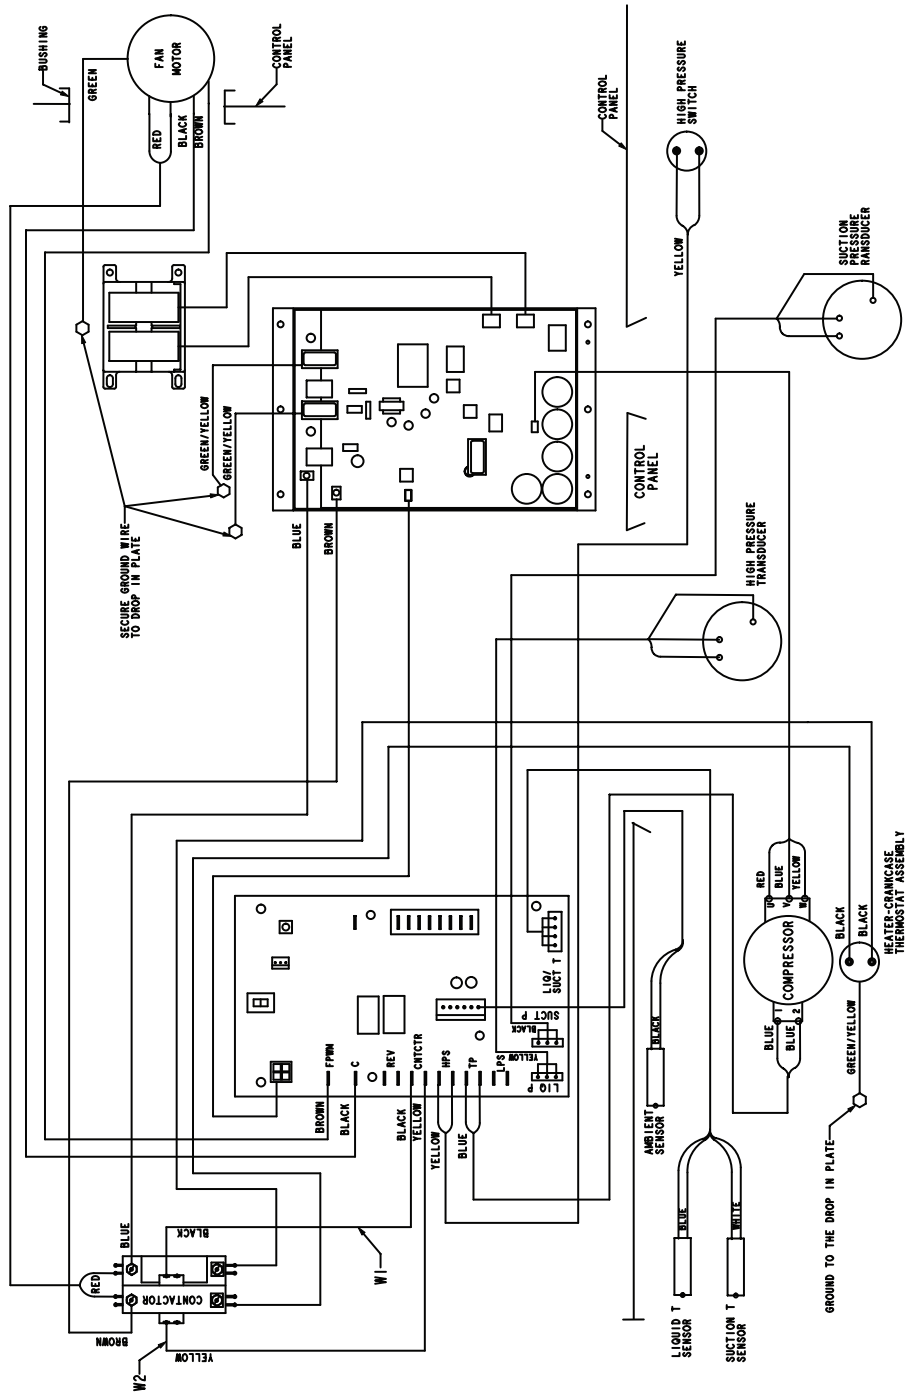 BUSHING
GREEN
FAN
MOTOR
CONTROL
PANEL
RED
BLACK
BROWN
CONTROL
PANEL
HIGH PRESSURE
SWITCH
YELLOW
SUCTION
PRESSURE
RANSDUCER
GREEN/YELLOW
GREEN/YELLOW
SECURE GROUND WIRE
TO DROP IN PLATE
BLUE
BROWN
CONTROL
PANEL
HIGH PRESSURE
TRANSDUCER
RED
BLUE
YELLOW
U
V
W
COMPRESSOR
1
2
BLUE
BLUE
BLACK
BLACK
HEATER-CRANKCASE
THERMOSTAT ASSEMBLY
GREEN/YELLOW
GROUND TO THE DROP IN PLATE
LIQ/
SUCT T
SUCT P
BLACK
YELLOW
LIQ P
FPWM
C
REV
CNTCTR
HPS
TP
LPS
BROWN
BLACK
BLACK
YELLOW
YELLOW
BLUE
BLACK
AMBIENT
SENSOR
BLUE
WHITE
LIQUID T
SENSOR
SUCTION T
SENSOR
BLUE
BLACK
W1
RED
CONTACTOR
BROWN
YELLOW
W2